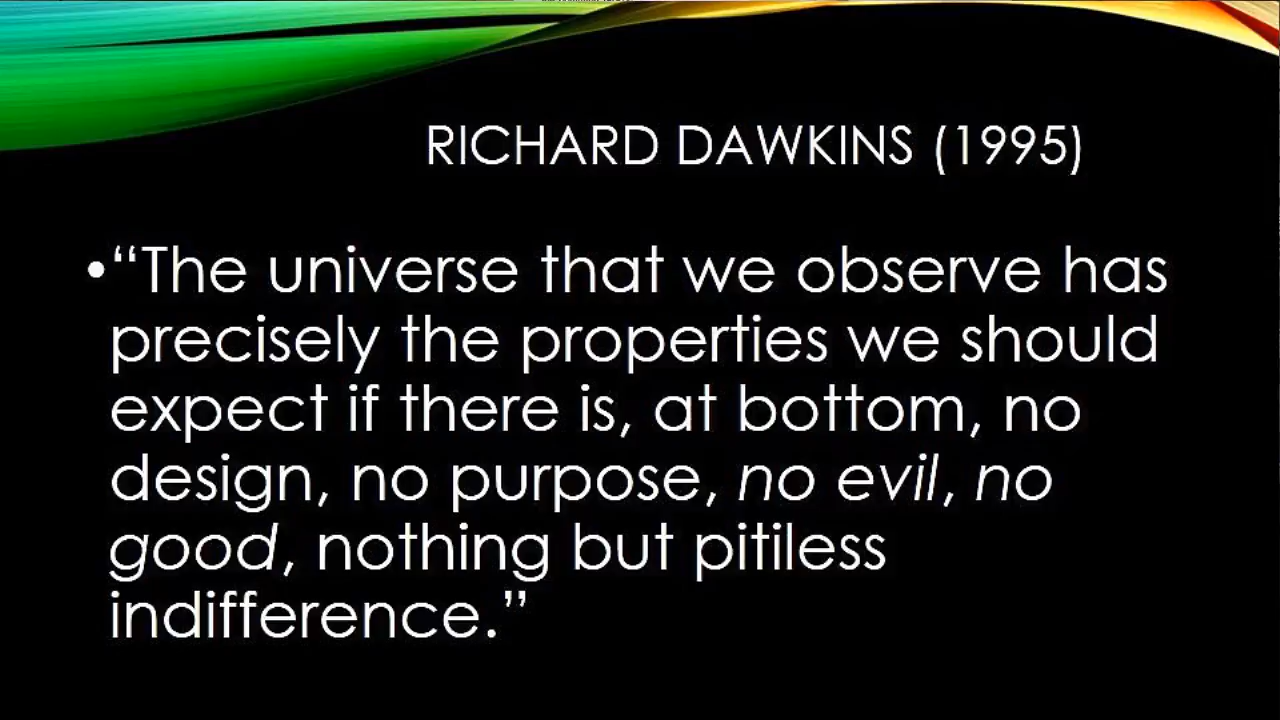 RICHARD DAWKINS (1995)
•“The universe that we observe has
precisely the properties we should
expect if there is, at bottom, no
design, no purpose, no evil, no
good, nothing but pitiless
indifference.”